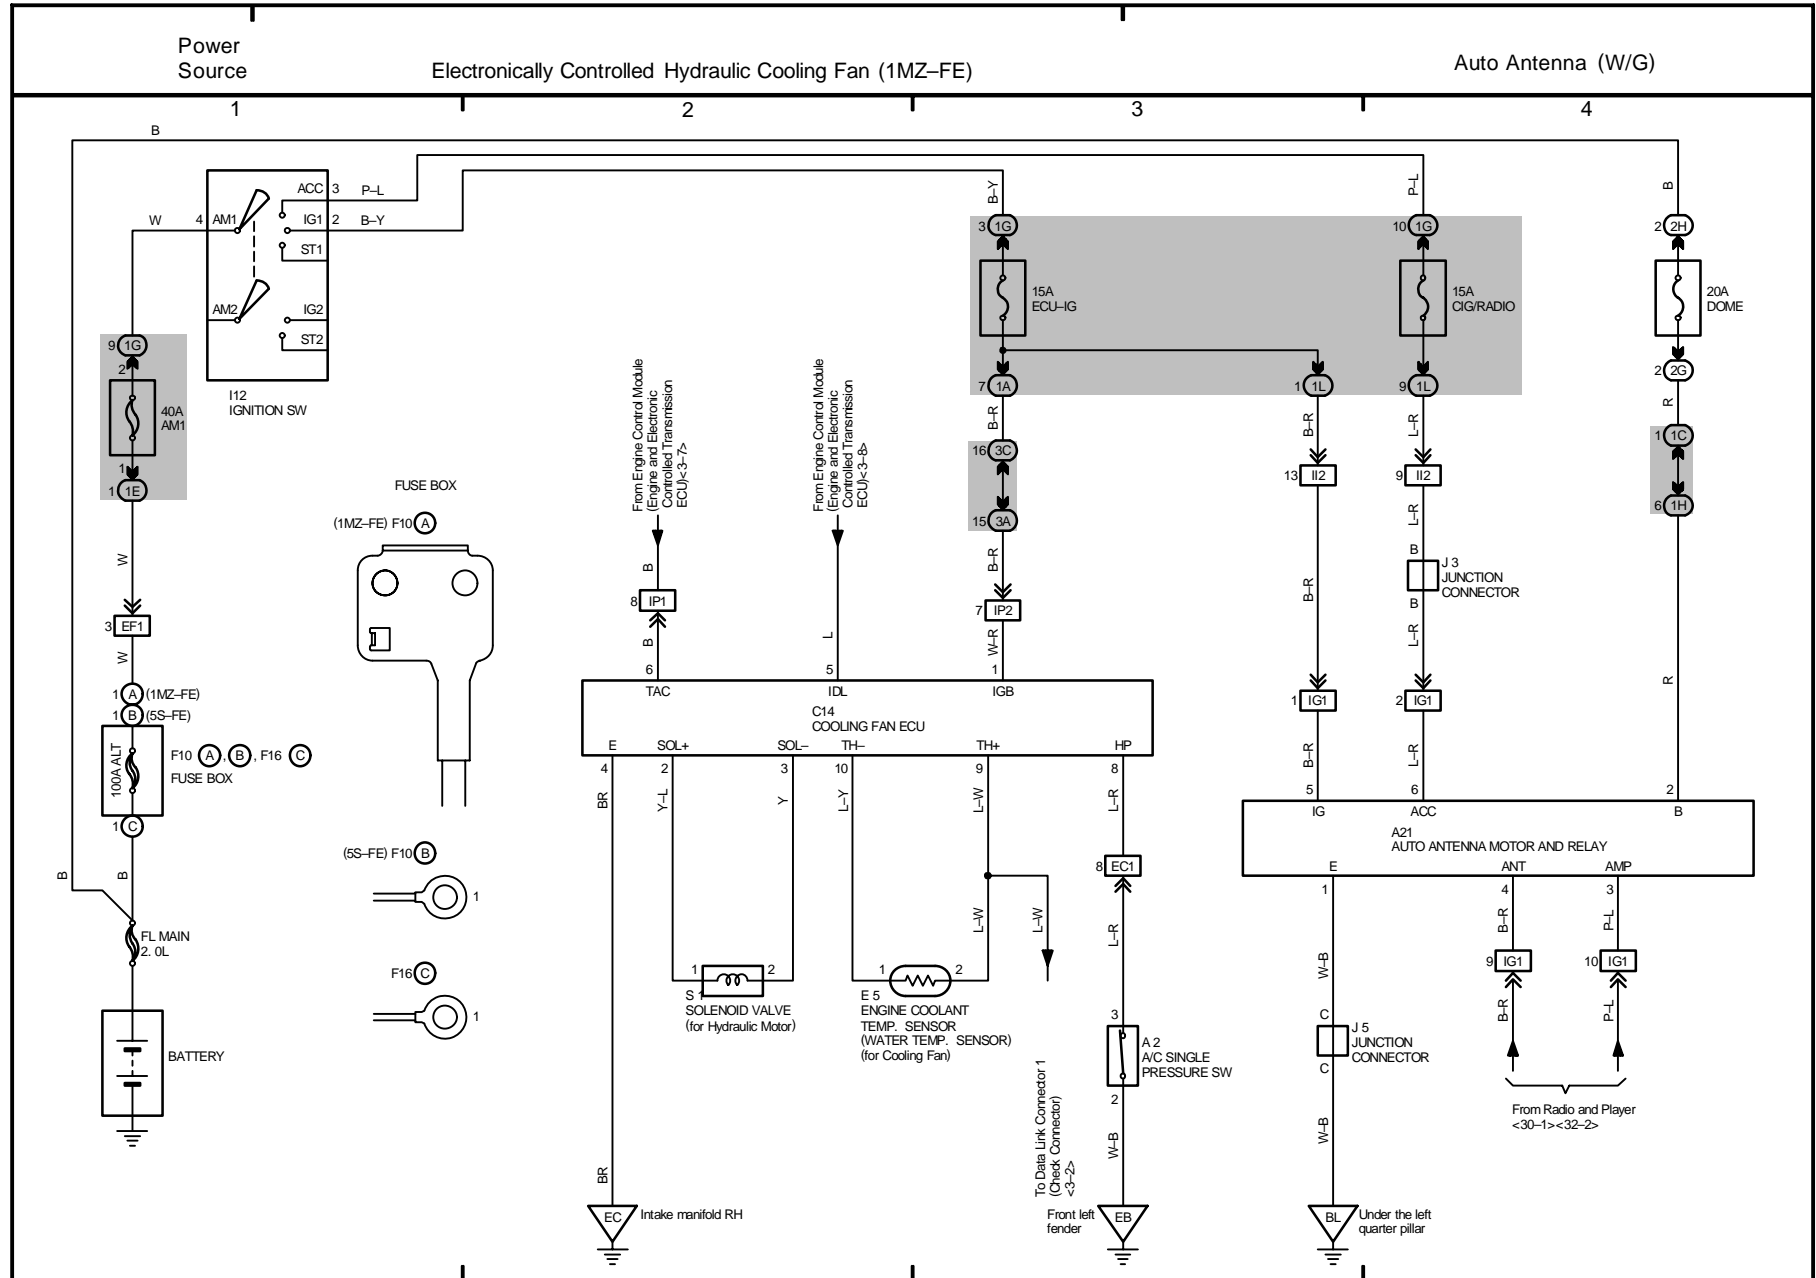 Power
Source
Electronically Controlled Hydraulic Cooling Fan (1MZ–FE)
Auto Antenna (W/G)
1
2
3
4
B
ACC 3 P–L
W 4 AM1 IG1 2 B–Y
ST1
AM2 IG2
ST2
I12
IGNITION SW
9 1G
2
40A
AM1
1
1 1E
W
3 EF1
W
1 A (1MZ–FE)
1 B (5S–FE)
100A ALT
F10 A , B , F16 C
FUSE BOX
1 C
B
B
FL MAIN
2. 0L
BATTERY
FUSE BOX
(1MZ–FE) F10 A
(5S–FE) F10 B
1
F16 C
1
From Engine Control Module
(Engine and Electronic
Controlled Transmission
ECU)<3–7>
B
8 IP1
B
From Engine Control Module
(Engine and Electronic
Controlled Transmission
ECU)<3–8>
L
B–Y
3 1G
15A
ECU–IG
7 1A
B–R
16 3C
15 3A
B–R
7 IP2
W–R
6 5 1
TAC IDL IGB
C14
COOLING FAN ECU
E SOL+ SOL– TH– TH+ HP
4 2 3 10 9 8
BR Y–L Y L–Y L–W L–R
1 2
S 1
SOLENOID VALVE
(for Hydraulic Motor)
1 2
E 5
ENGINE COOLANT
TEMP. SENSOR
(WATER TEMP. SENSOR)
(for Cooling Fan)
L–W
L–W
To Data Link Connector 1
(Check Connector)
<3–2>
8 EC1
L–R
3
A 2
A/C SINGLE
PRESSURE SW
2
W–B
BR
EC Intake manifold RH
Front left
fender
EB
P–L
10 1G
15A
CIG/RADIO
1 1L
9 1L
B–R
L–R
13 II2
9 II2
L–R
B–R
B
J 3
JUNCTION
CONNECTOR
B
L–R
1 IG1
2 IG1
B–R
L–R
B
2 2H
20A
DOME
2 2G
R
1 1C
6 1H
R
5 6 2
IG ACC B
A21
AUTO ANTENNA MOTOR AND RELAY
E ANT AMP
1 4 3
W–B B–R P–L
9 IG1
10 IG1
B–R
P–L
C
J 5
JUNCTION
CONNECTOR
C
W–B
From Radio and Player
<30–1><32–2>
BL Under the left
quarter pillar